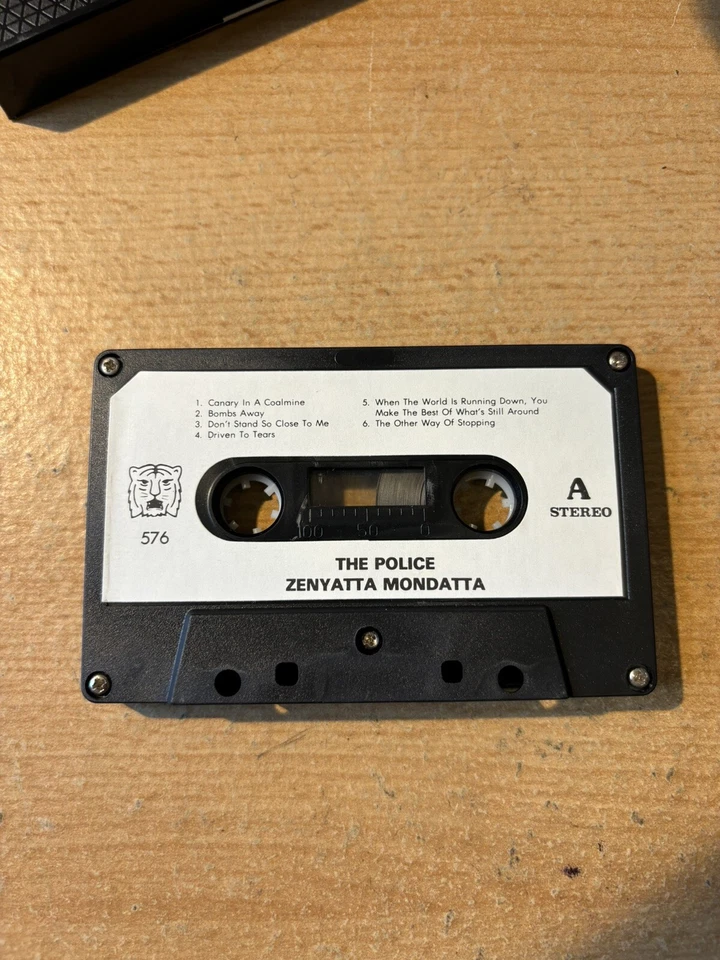 1. Canary In A Coalmine
2. Bombs Away
3. Don't Stand So Close To Me
4. Driven To Tears
5. When The World Is Running Down, You
Make The Best Of What's Still Around
6. The Other Way Of Stopping
576
A
STEREO
100 50 0
THE POLICE
ZENYATTA MONDATTA